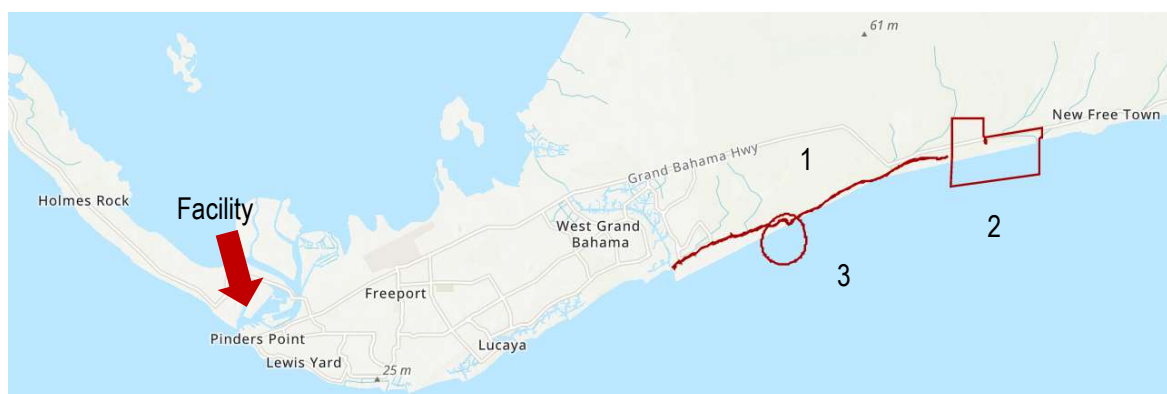 61 m
New Free Town
Grand Bahama Hwy
1
Holmes Rock
Facility
West Grand
Bahama
2
3
Freeport
Pinders Point
Lucaya
Lewis Yard
25 m